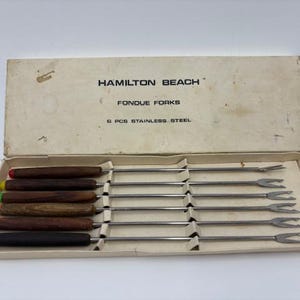 HAMILTON BEACH
FONDUE FORKS
6 PCS STAINLESS STEEL